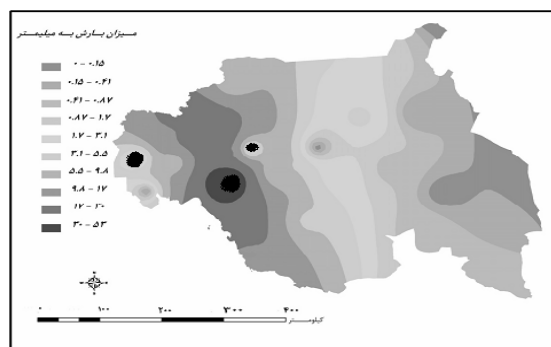 میزان بارش به میلیمتر
۰ - ۰.۱۵
۰.۱۵ - ۰.۴۱
۰.۴۱ - ۰.۸۷
۰.۸۷ - ۱.۷
۱.۷ - ۳.۱
۳.۱ - ۵.۵
۵.۵ - ۹.۸
۹.۸ - ۱۷
۱۷ - ۳۰
۳۰ - ۵۳
۰ ۱۰۰ ۲۰۰ ۳۰۰ ۴۰۰
کیلومتر